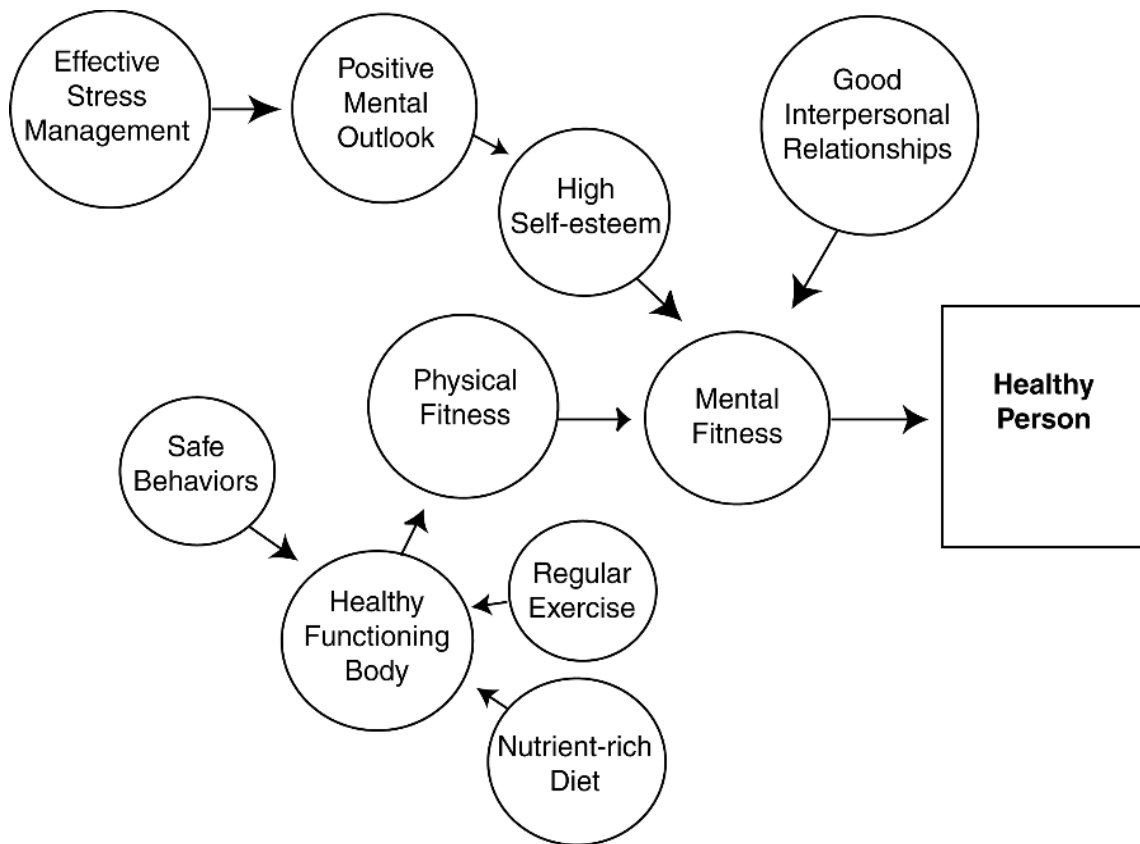 Effective
Stress
Management
Positive
Mental
Outlook
High
Self-esteem
Good
Interpersonal
Relationships
Physical
Fitness
Mental
Fitness
Healthy
Person
Safe
Behaviors
Healthy
Functioning
Body
Regular
Exercise
Nutrient-rich
Diet